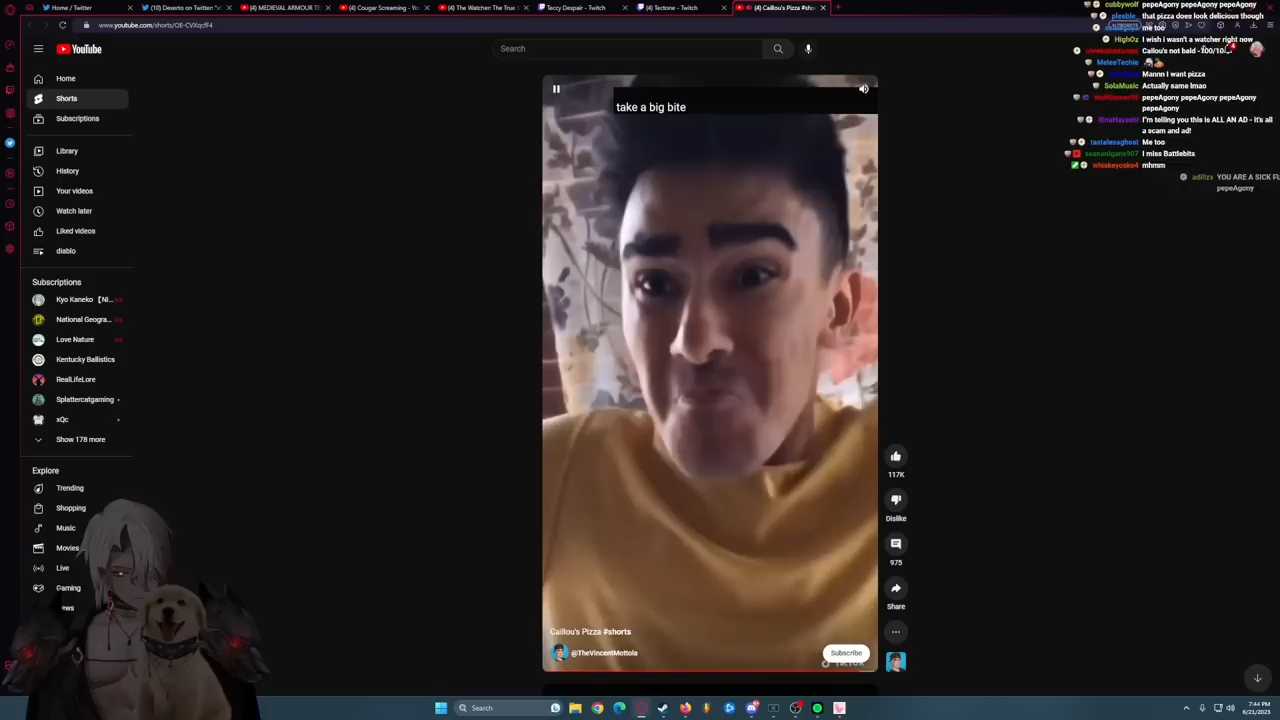 Home / Twitter
(10) Dexerto on Twitter: "
(4) MEDIEVAL ARMOUR T
(4) Cougar Screaming - Yo
(4) The Watcher: The True
Teccy Despair - Twitch
(4) Tectone - Twitch
(4) Caillou's Pizza #sho
www.youtube.com/shorts/OE-CVXqcfF4
YouTube
Search
Home
Shorts
Subscriptions
Library
History
Your videos
Watch later
Liked videos
diablo
Subscriptions
Kyo Kaneko 【NI...
National Geogra...
Love Nature
Kentucky Ballistics
RealLifeLore
Splattercatgaming
xQc
Show 178 more
Explore
Trending
Shopping
Music
Movies
Live
Gaming
ews
take a big bite
Caillou's Pizza #shorts
@TheVincentMottola
Subscribe
117K
Dislike
975
Share
cubbywolf pepeAgony pepeAgony pepeAgony
pleeble_ that pizza does look delicious though
me too
HighOz I wish i wasn't a watcher right now
Callou's not bald
MeleeTechie
Mannn I want pizza
SolaMusic Actually same lmao
pepeAgony pepeAgony pepeAgony
pepeAgony
I'm telling you this is ALL AN AD - it's all
a scam and ad!
tastelessghost Me too
seananigans907 I miss Battlebits
whiskeycoke4 mhmm
YOU ARE A SICK FU
pepeAgony
Search
7:44 PM
6/21/2023